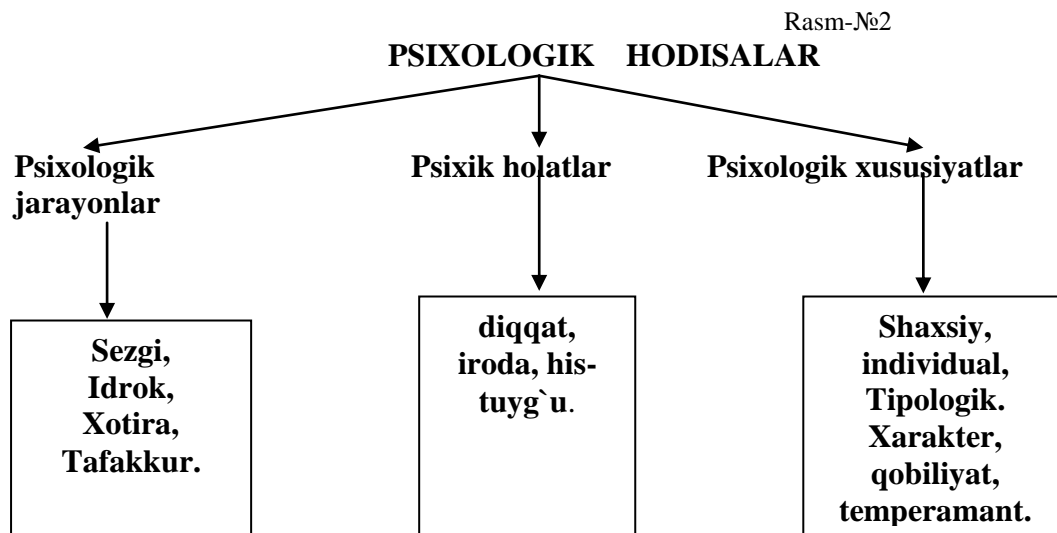 Rasm-№2
PSIXOLOGIK HODISALAR
Psixologik
jarayonlar
Psixik holatlar
Psixologik xususiyatlar
Sezgi,
Idrok,
Xotira,
Tafakkur.
diqqat,
iroda, his-
tuyg`u.
Shaxsiy,
individual,
Tipologik.
Xarakter,
qobiliyat,
temperamant.